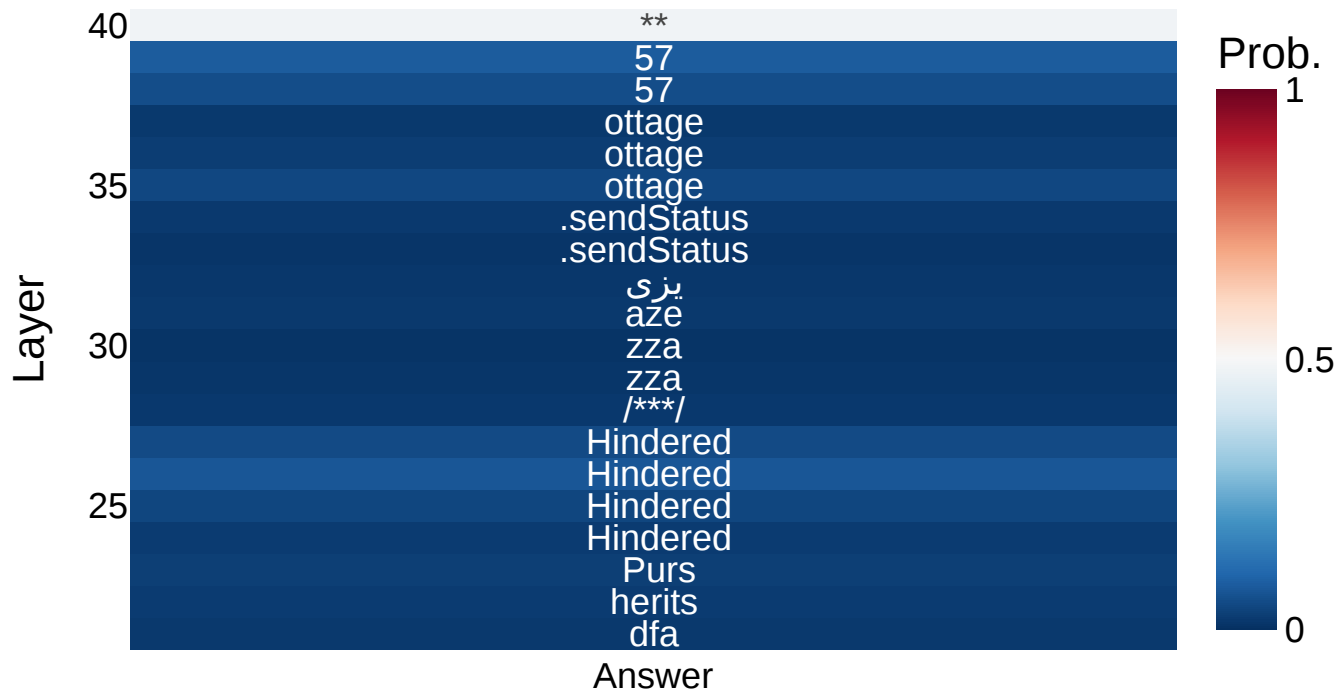 40
**
57
57
ottage
ottage
35
ottage
.sendStatus
.sendStatus
یزی
aze
30
zza
zza
/***/
Hindered
Hindered
25
Hindered
Hindered
Purs
herits
dfa
Answer
Layer
Prob.
1
0.5
0